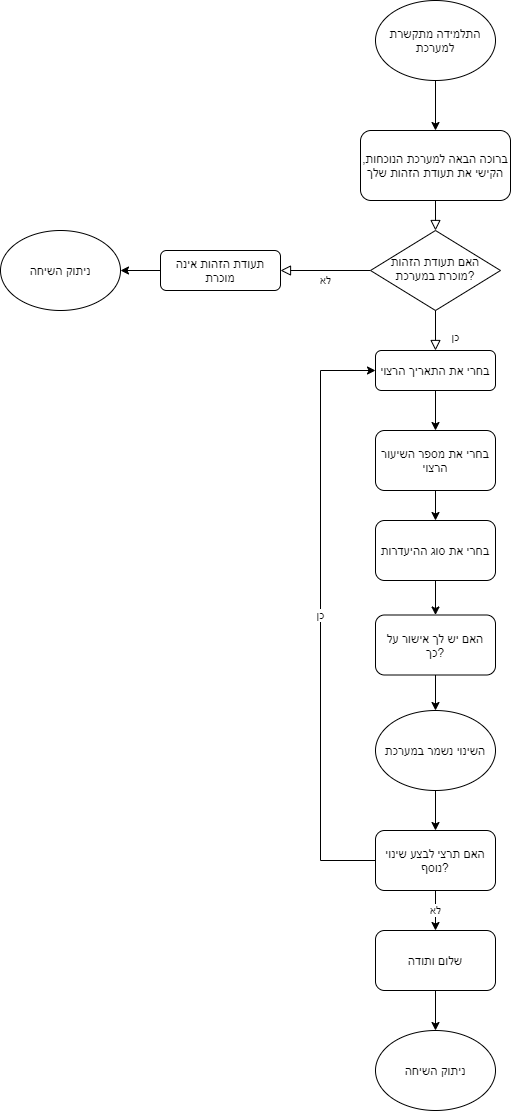 התלמידה מתקשרת
למערכת
ברוכה הבאה למערכת הנוכחות,
הקישי את תעודת הזהות שלך
האם תעודת הזהות
מוכרת במערכת?
לא
תעודת הזהות אינה
מוכרת
ניתוק השיחה
כן
בחרי את התאריך הרצוי
בחרי את מספר השיעור
הרצוי
בחרי את סוג ההיעדרות
האם יש לך אישור על
כך?
השינוי נשמר במערכת
האם תרצי לבצע שינוי
נוסף?
כן
לא
שלום ותודה
ניתוק השיחה